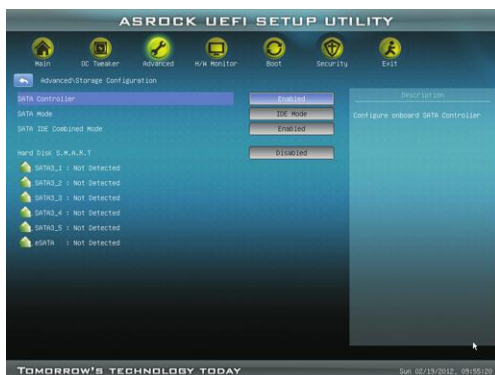 ASROCK UEFI SETUP UTILITY
Main OC Tweaker Advanced H/W Monitor Boot Security Exit
Advanced\Storage Configuration
Description
SATA Controller Enabled
Configure onboard SATA Controller
SATA Mode IDE Mode
SATA IDE Combined Mode Enabled
Hard Disk S.M.A.R.T Disabled
SATA3_1 : Not Detected
SATA3_2 : Not Detected
SATA3_3 : Not Detected
SATA3_4 : Not Detected
SATA3_5 : Not Detected
eSATA : Not Detected
TOMORROW'S TECHNOLOGY TODAY
Sun 02/19/2012, 09:55:20